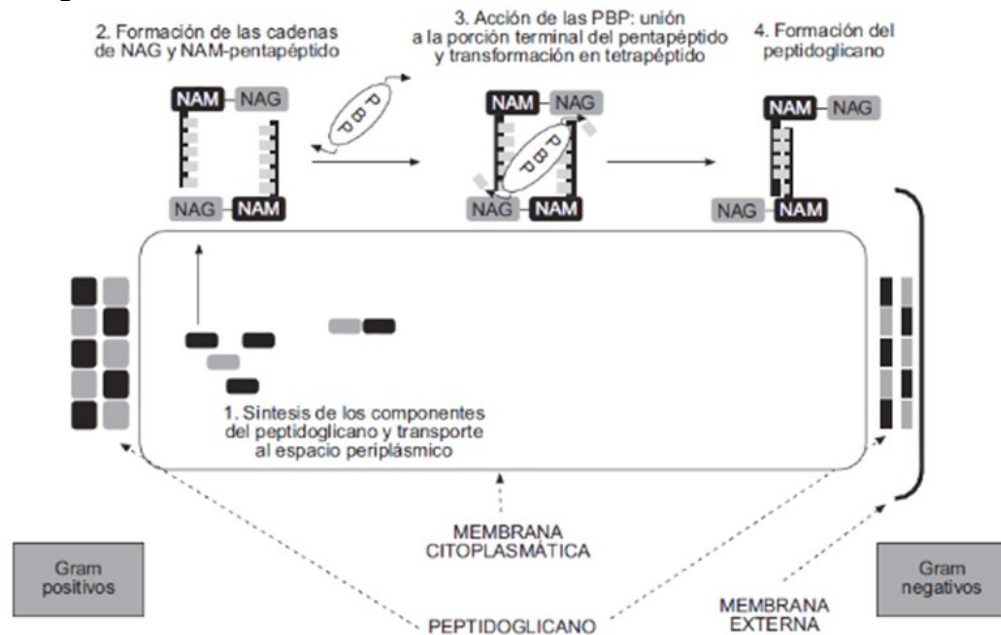 2. Formación de las cadenas
de NAG y NAM-pentapéptido
3. Acción de las PBP: unión
a la porción terminal del pentapéptido
y transformación en tetrapéptido
4. Formación del
peptidoglicano
NAM NAG
PBP
NAG NAM
NAM NAG
PBP
NAG NAM
NAM NAG
NAG NAM
1. Síntesis de los componentes
del peptidoglicano y transporte
al espacio periplásmico
MEMBRANA
CITOPLASMÁTICA
Gram
positivos
Gram
negativos
PEPTIDOGLICANO
MEMBRANA
EXTERNA